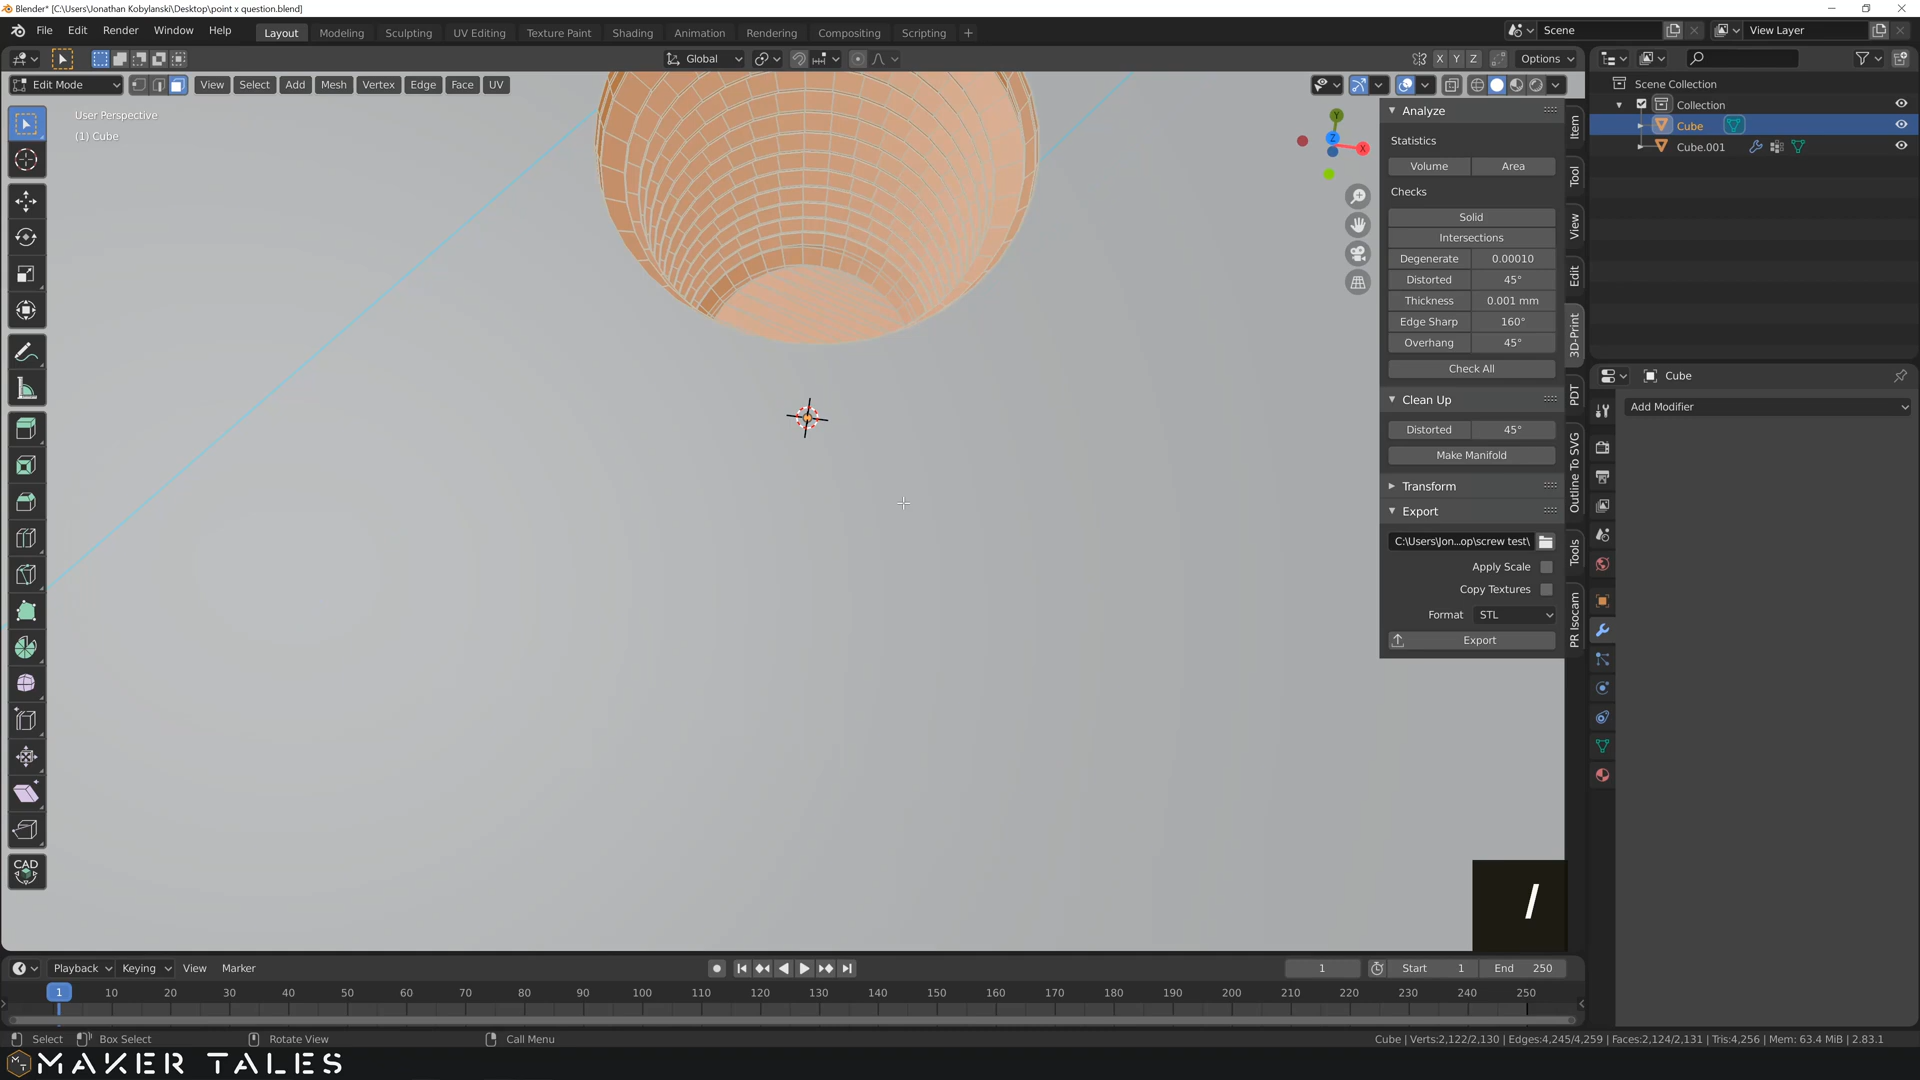 Blender* [C:\Users\Jonathan Kobylanski\Desktop\point x question.blend]
File Edit Render Window Help Layout Modeling Sculpting UV Editing Texture Paint Shading Animation Rendering Compositing Scripting + Scene View Layer
Global X Y Z Options
Edit Mode View Select Add Mesh Vertex Edge Face UV
User Perspective
(1) Cube
Y
Z
X
Analyze
Statistics
Volume Area
Checks
Solid
Intersections
Degenerate 0.00010
Distorted 45°
Thickness 0.001 mm
Edge Sharp 160°
Overhang 45°
Check All
Clean Up
Distorted 45°
Make Manifold
Transform
Export
C:\Users\Jon...op\screw test\
Apply Scale
Copy Textures
Format STL
Export
Item
Tool
View
Edit
3D-Print
PDT
Outline To SVG
Tools
PR Isocam
Scene Collection
Collection
Cube
Cube.001
Cube
Add Modifier
CAD
/
Playback Keying View Marker 1 Start 1 End 250
1 10 20 30 40 50 60 70 80 90 100 110 120 130 140 150 160 170 180 190 200 210 220 230 240 250
Select Box Select Rotate View Call Menu Cube | Verts:2,122/2,130 | Edges:4,245/4,259 | Faces:2,124/2,131 | Tris:4,256 | Mem: 63.4 MiB | 2.83.1
MAKER TALES